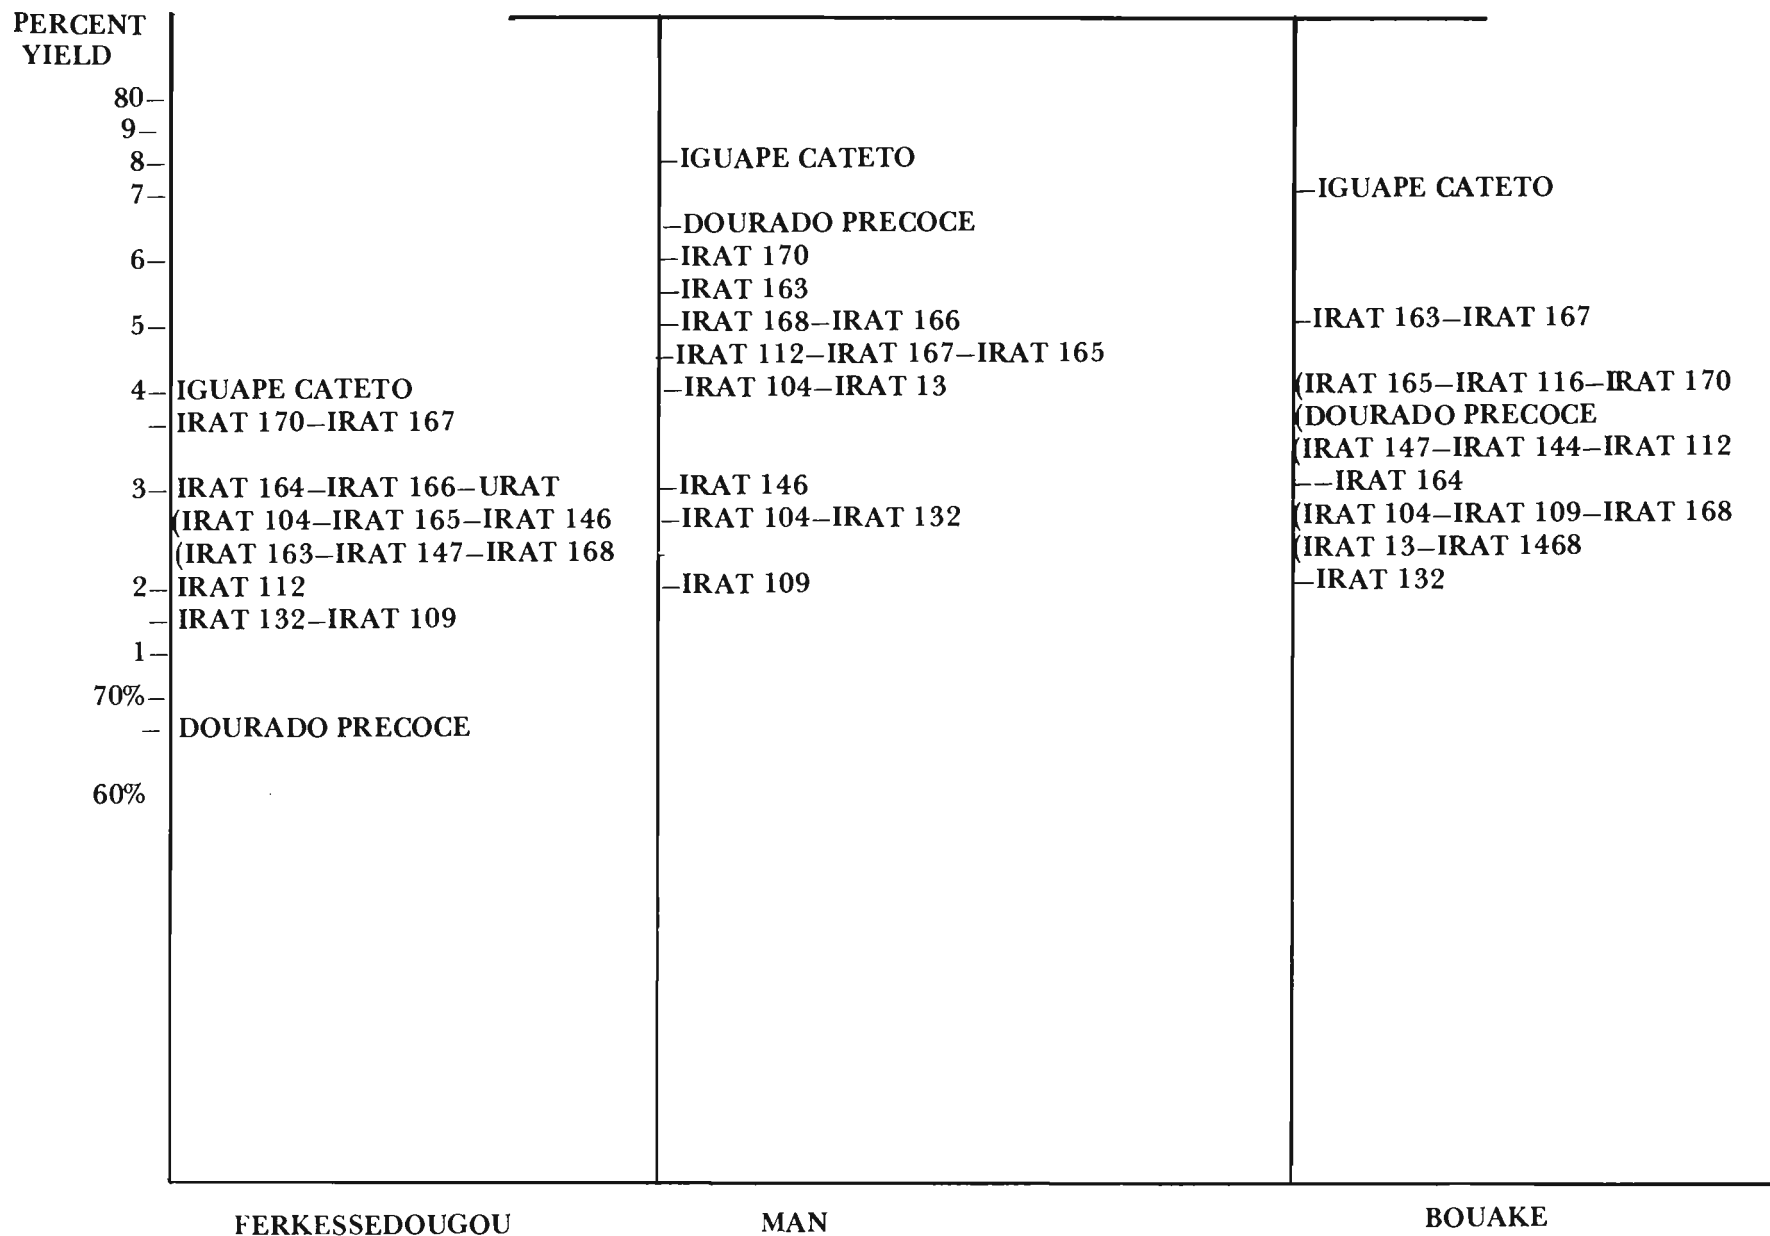 PERCENT
YIELD
80–
9–
8–
7–
6–
5–
4–
–
3–
2–
–
1–
70%–
–
60%
IGUAPE CATETO
IRAT 170–IRAT 167
IRAT 164–IRAT 166–URAT
(IRAT 104–IRAT 165–IRAT 146
(IRAT 163–IRAT 147–IRAT 168
IRAT 112
IRAT 132–IRAT 109
DOURADO PRECOCE
FERKESSEDOUGOU
–IGUAPE CATETO
–DOURADO PRECOCE
–IRAT 170
–IRAT 163
–IRAT 168–IRAT 166
–IRAT 112–IRAT 167–IRAT 165
–IRAT 104–IRAT 13
–IRAT 146
–IRAT 104–IRAT 132
–IRAT 109
MAN
–IGUAPE CATETO
–IRAT 163–IRAT 167
(IRAT 165–IRAT 116–IRAT 170
(DOURADO PRECOCE
(IRAT 147–IRAT 144–IRAT 112
––IRAT 164
(IRAT 104–IRAT 109–IRAT 168
(IRAT 13–IRAT 1468
–IRAT 132
BOUAKE